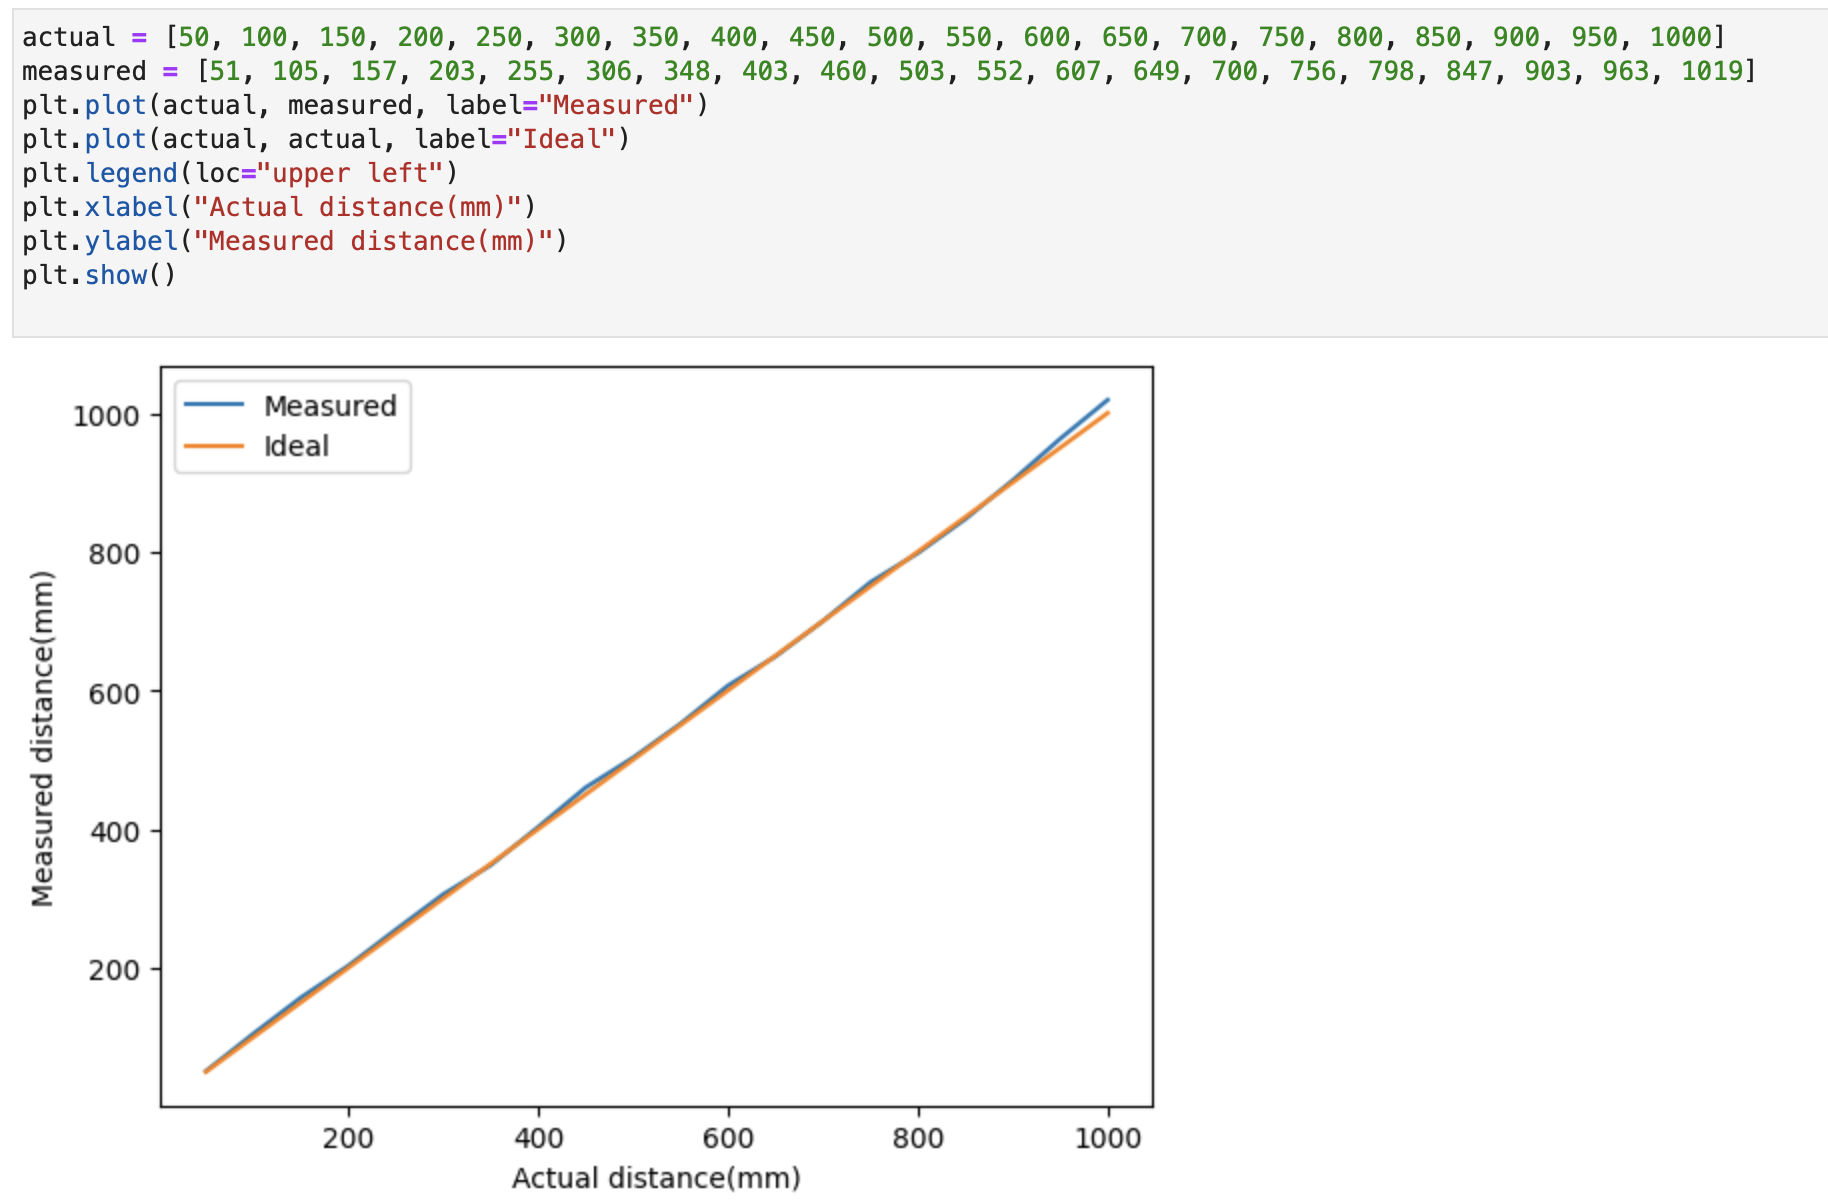 actual = [50, 100, 150, 200, 250, 300, 350, 400, 450, 500, 550, 600, 650, 700, 750, 800, 850, 900, 950, 1000]
measured = [51, 105, 157, 203, 255, 306, 348, 403, 460, 503, 552, 607, 649, 700, 756, 798, 847, 903, 963, 1019]
plt.plot(actual, measured, label="Measured")
plt.plot(actual, actual, label="Ideal")
plt.legend(loc="upper left")
plt.xlabel("Actual distance(mm)")
plt.ylabel("Measured distance(mm)")
plt.show()
Measured
Ideal
1000
800
600
400
200
Measured distance(mm)
200 400 600 800 1000
Actual distance(mm)